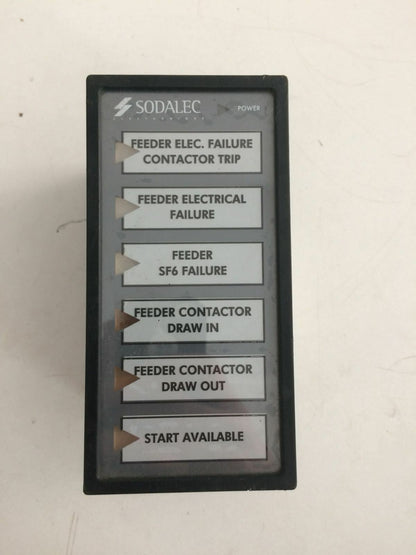 SODALEC
POWER
FEEDER ELEC. FAILURE
CONTACTOR TRIP
FEEDER ELECTRICAL
FAILURE
FEEDER
SF6 FAILURE
FEEDER CONTACTOR
DRAW IN
FEEDER CONTACTOR
DRAW OUT
START AVAILABLE